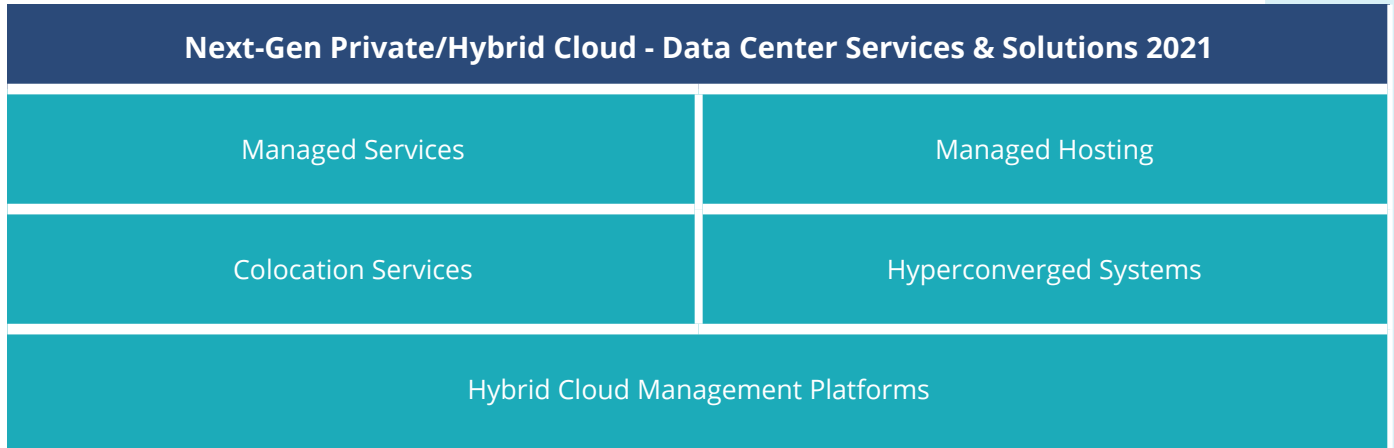 Next-Gen Private/Hybrid Cloud - Data Center Services & Solutions 2021
Managed Services
Managed Hosting
Colocation Services
Hyperconverged Systems
Hybrid Cloud Management Platforms